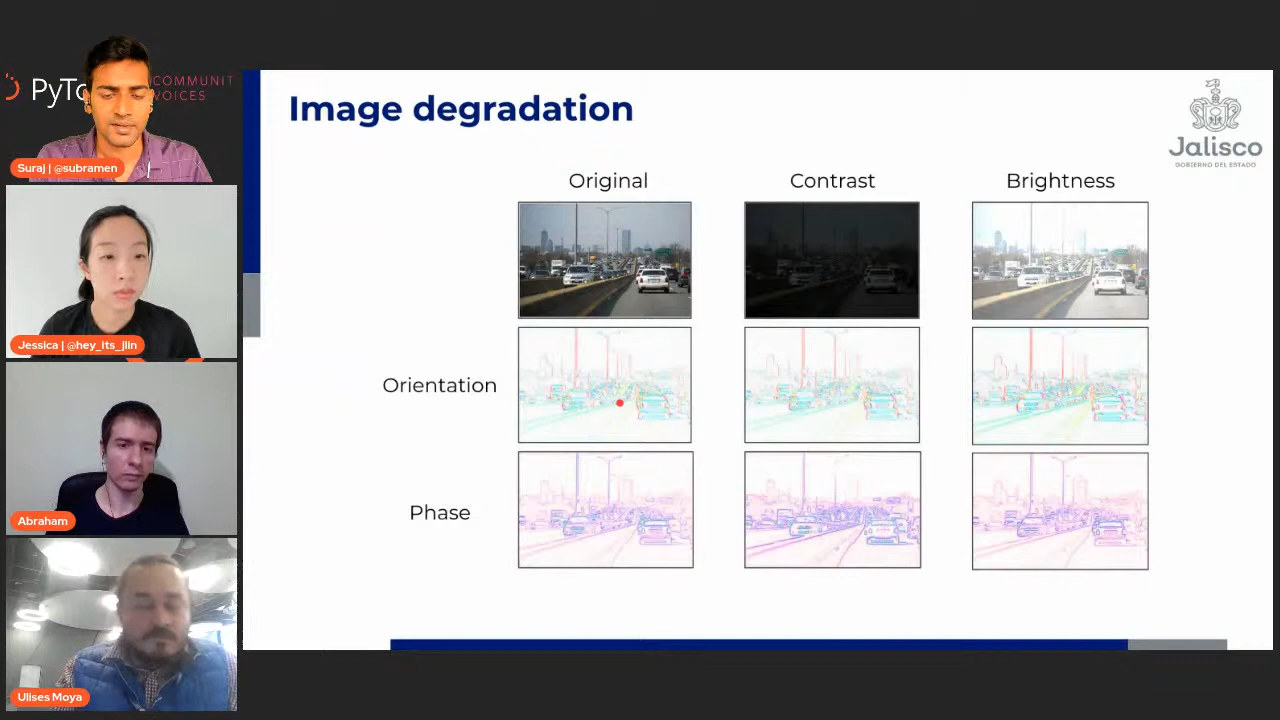 PyTo
COMMUNIT
VOICES
Suraj | @subramen
Jessica | @hey_its_jlin
Abraham
Ulises Moya
Image degradation
Jalisco
GOBIERNO DEL ESTADO
Original
Contrast
Brightness
Orientation
Phase